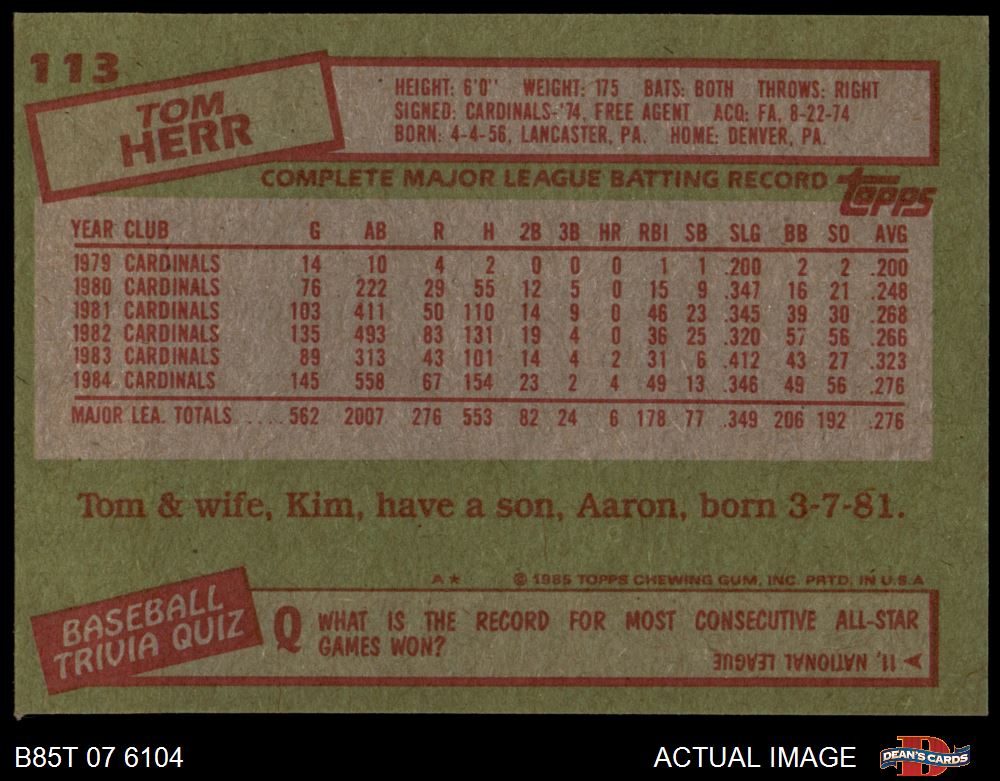 113
TOM
HERR
HEIGHT: 6'0" WEIGHT: 175 BATS: BOTH THROWS: RIGHT
SIGNED: CARDINALS-'74, FREE AGENT ACQ: FA, 8-22-74
BORN: 4-4-56, LANCASTER, PA. HOME: DENVER, PA.
COMPLETE MAJOR LEAGUE BATTING RECORD topps
YEAR CLUB G AB R H 2B 3B HR RBI SB SLG BB SO AVG
1979 CARDINALS 14 10 4 2 0 0 0 1 1 .200 2 2 .200
1980 CARDINALS 76 222 29 55 12 5 0 15 9 .347 16 21 .248
1981 CARDINALS 103 411 50 110 14 9 0 46 23 .345 39 30 .268
1982 CARDINALS 135 493 83 131 19 4 0 36 25 .320 57 56 .266
1983 CARDINALS 89 313 43 101 14 4 2 31 6 .412 43 27 .323
1984 CARDINALS 145 558 67 154 23 2 4 49 13 .346 49 56 .276
MAJOR LEA. TOTALS .... 562 2007 276 553 82 24 6 178 77 .349 206 192 .276
Tom & wife, Kim, have a son, Aaron, born 3-7-81.
A★ © 1985 TOPPS CHEWING GUM, INC. PRTD. IN U.S.A
BASEBALL
TRIVIA QUIZ
Q WHAT IS THE RECORD FOR MOST CONSECUTIVE ALL-STAR
GAMES WON?
11, NATIONAL LEAGUE
B85T 07 6104 ACTUAL IMAGE DEAN'S CARDS